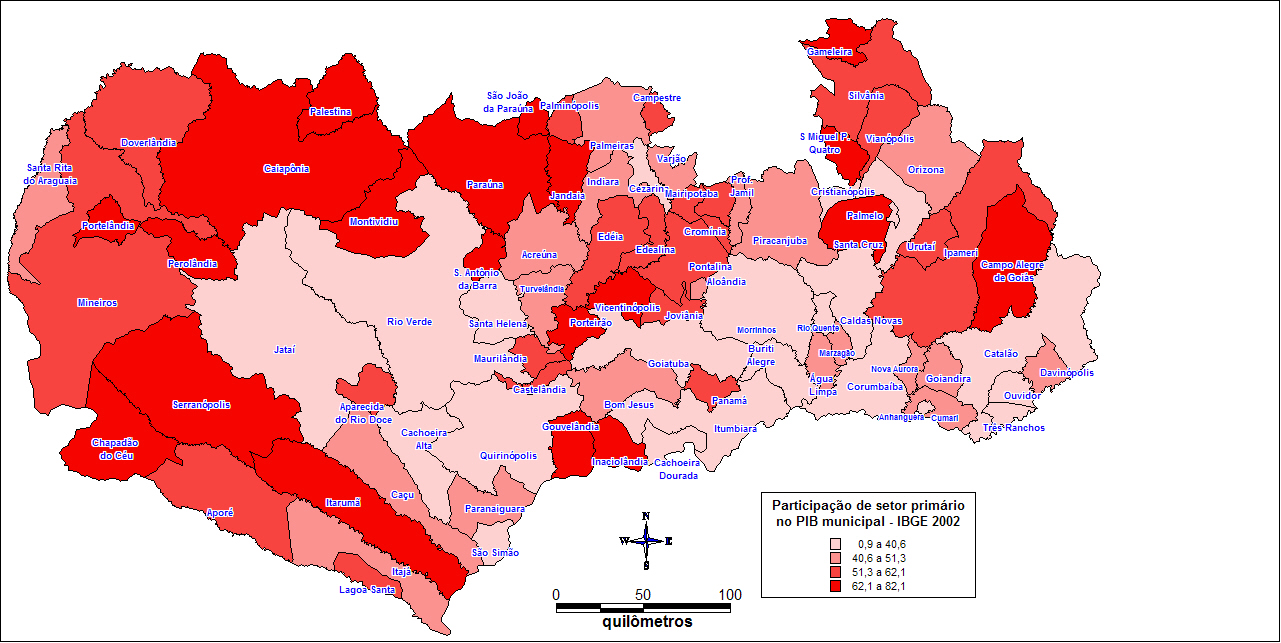 Gameleira
São João
da Paraúna
Palminópolis
Campestre
Silvânia
Palestina
S Miguel P.
Quatro
Vianópolis
Doverlândia
Palmeiras
Varjão
Santa Rita
do Araguaia
Caiapônia
Orizona
Paraúna
Indiara
Jandaia
Cezarina
Mairipotaba
Prof
Jamil
Cristianópolis
Portelândia
Montividiu
Palmelo
Edéia
Cromínia
Piracanjuba
Santa Cruz
Urutaí
Ipameri
Acreúna
Edealina
Perolândia
Pontalina
Campo Alegre
de Goiás
S. Antônio
da Barra
Aloândia
Turvelândia
Mineiros
Vicentinópolis
Joviânia
Rio Verde
Santa Helena
Porteirão
Morrinhos
Rio Quente
Caldas Novas
Jataí
Maurilândia
Goiatuba
Buriti
Alegre
Marzagão
Catalão
Nova Aurora
Davinópolis
Água
Limpa
Corumbaíba
Goiandira
Castelândia
Ouvidor
Serranópolis
Aparecida
do Rio Doce
Bom Jesus
Panamá
Anhanguera
Cumari
Três Ranchos
Gouvelândia
Itumbiara
Cachoeira
Alta
Chapadão
do Céu
Quirinópolis
Inaciolândia
Cachoeira
Dourada
Itarumã
Caçu
Paranaiguara
Aporé
São Simão
Itajá
Lagoa Santa
N
W E
S
0 50 100
quilômetros
Participação de setor primário
no PIB municipal - IBGE 2002
0,9 a 40,6
40,6 a 51,3
51,3 a 62,1
62,1 a 82,1